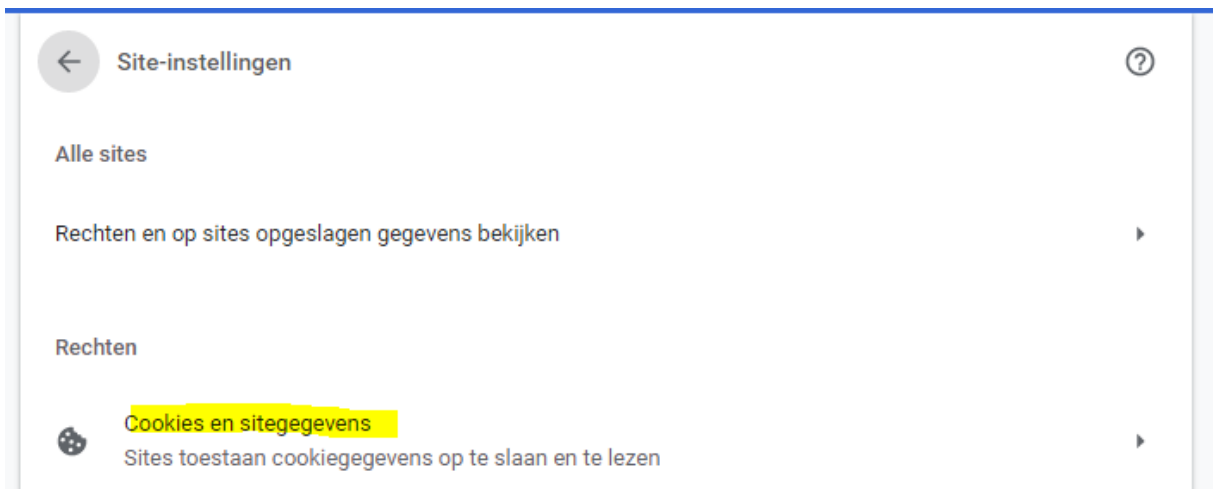 Site-instellingen
Alle sites
Rechten en op sites opgeslagen gegevens bekijken
Rechten
Cookies en sitegegevens
Sites toestaan cookiegegevens op te slaan en te lezen